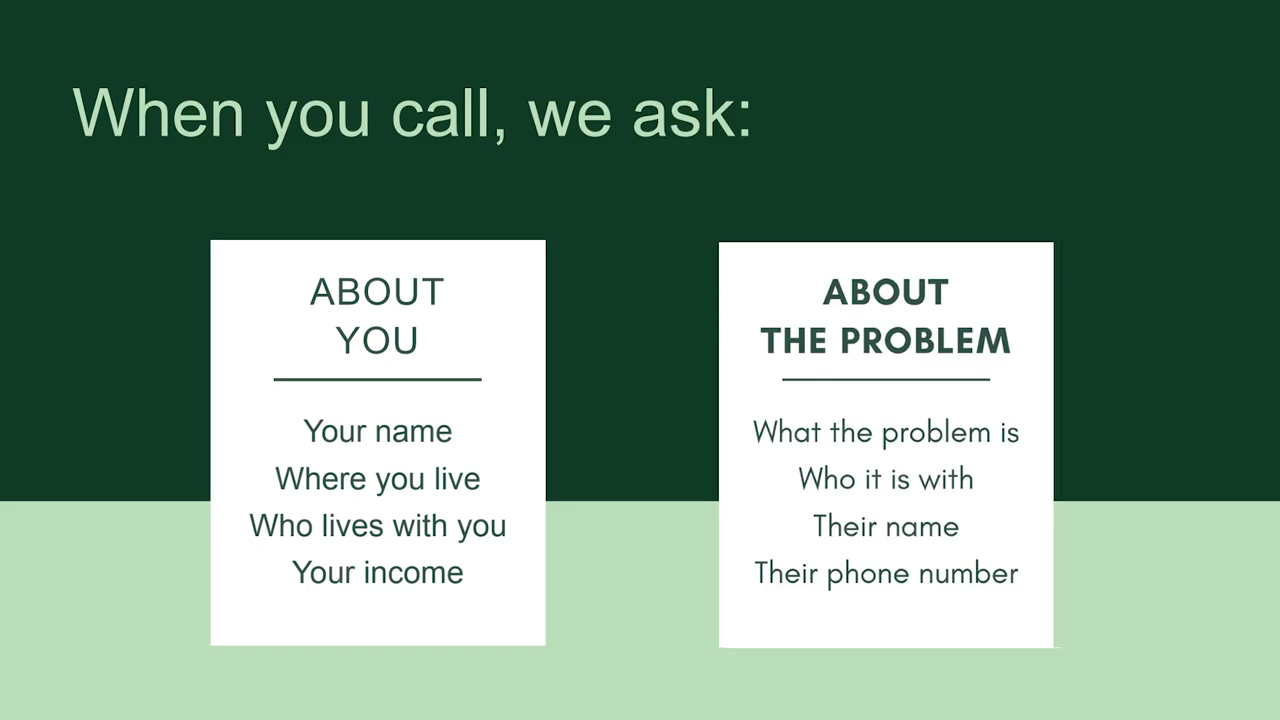 When you call, we ask:
ABOUT
YOU
Your name
Where you live
Who lives with you
Your income
ABOUT
THE PROBLEM
What the problem is
Who it is with
Their name
Their phone number